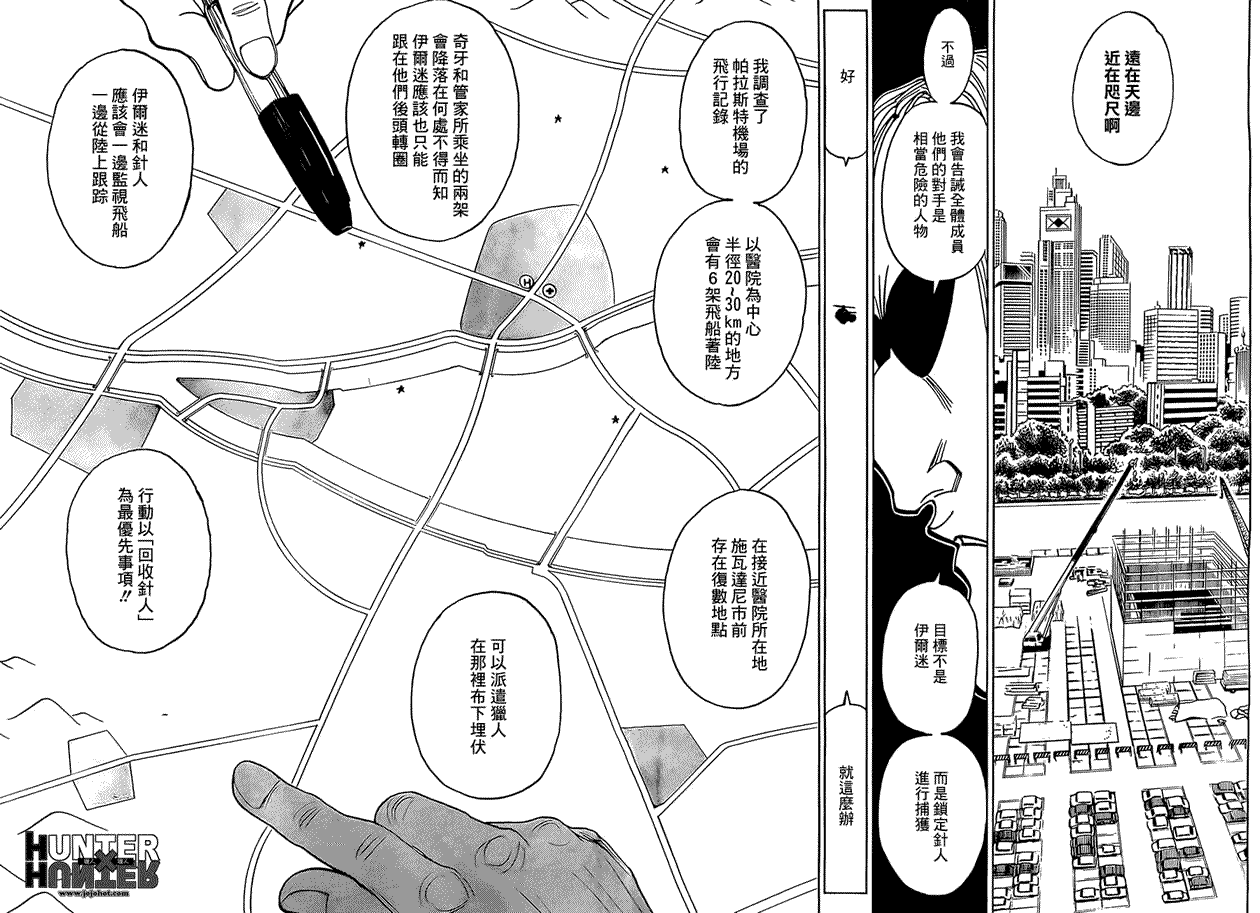 遠在天邊
近在咫尺啊
不過
我會告誡全體成員
他們的對手是
相當危險的人物
目標不是
伊爾迷
而是鎖定針人
進行捕獲
好
就這麼辦
我調查了
帕拉斯特機場的
飛行記錄
以醫院為中心
半徑20~30km的地方
會有6架飛船著陸
在接近醫院所在地
施瓦達尼市前
存在復數地點
可以派遣獵人
在那裡布下埋伏
奇牙和管家所乘坐的兩架
會降落在何處不得而知
伊爾迷應該也只能
跟在他們後頭轉圈
伊爾迷和針人
應該會一邊監視飛船
一邊從陸上跟踪
行動以「回收針人」
為最優先事項!!
H
HUNTER
×
HUNTER
www.jojohot.com